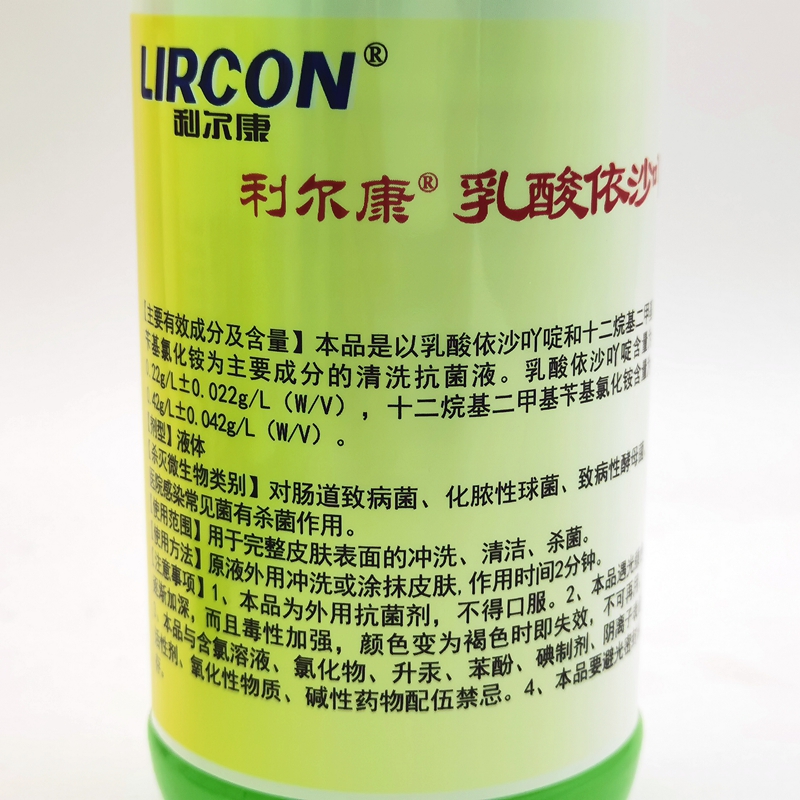 LIRCON®
利尔康
利尔康® 乳酸依沙
【主要有效成分及含量】本品是以乳酸依沙吖啶和十二烷基二甲
苄基氯化铵为主要成分的清洗抗菌液。乳酸依沙吖啶含量
.22g/L±0.022g/L（W/V），十二烷基二甲基苄基氯化铵含
.42g/L±0.042g/L（W/V）。
【剂型】液体
【杀灭微生物类别】对肠道致病菌、化脓性球菌、致病性酵母菌、
医院感染常见菌有杀菌作用。
【使用范围】用于完整皮肤表面的冲洗、清洁、杀菌。
【使用方法】原液外用冲洗或涂抹皮肤,作用时间2分钟。
【注意事项】1、本品为外用抗菌剂，不得口服。2、本品遇光
渐加深，而且毒性加强，颜色变为褐色时即失效，不可再
本品与含氯溶液、氯化物、升汞、苯酚、碘制剂、阴离子
活性剂、氧化性物质、碱性药物配伍禁忌。4、本品要避光